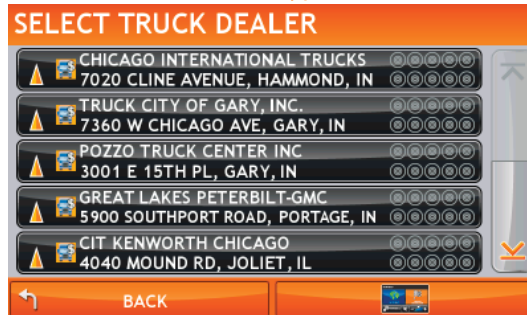 SELECT TRUCK DEALER
CHICAGO INTERNATIONAL TRUCKS
7020 CLINE AVENUE, HAMMOND, IN
TRUCK CITY OF GARY, INC.
7360 W CHICAGO AVE, GARY, IN
POZZO TRUCK CENTER INC
3001 E 15TH PL, GARY, IN
GREAT LAKES PETERBILT-GMC
5900 SOUTHPORT ROAD, PORTAGE, IN
CIT KENWORTH CHICAGO
4040 MOUND RD, JOLIET, IL
BACK